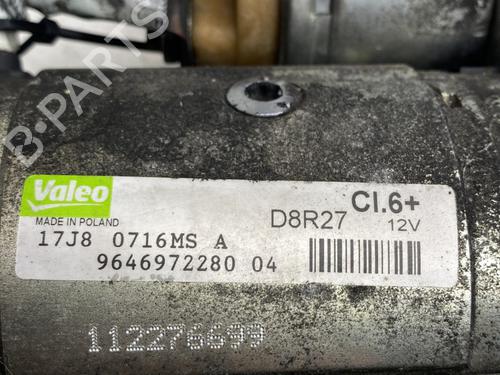 B-PARTS
Valeo
MADE IN POLAND
D8R27
Cl.6+
12V
17J8 0716MS A
9646972280 04
112276699